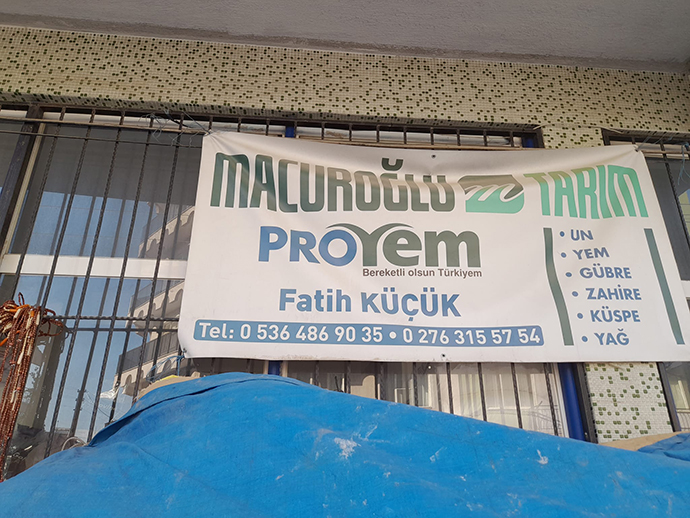 MACUROĞLU TARIM
PROYem
Bereketli olsun Türkiyem
Fatih KÜÇÜK
Tel: 0 536 486 90 35 • 0 276 315 57 54
• UN
• YEM
• GÜBRE
• ZAHİRE
• KÜSPE
• YAĞ